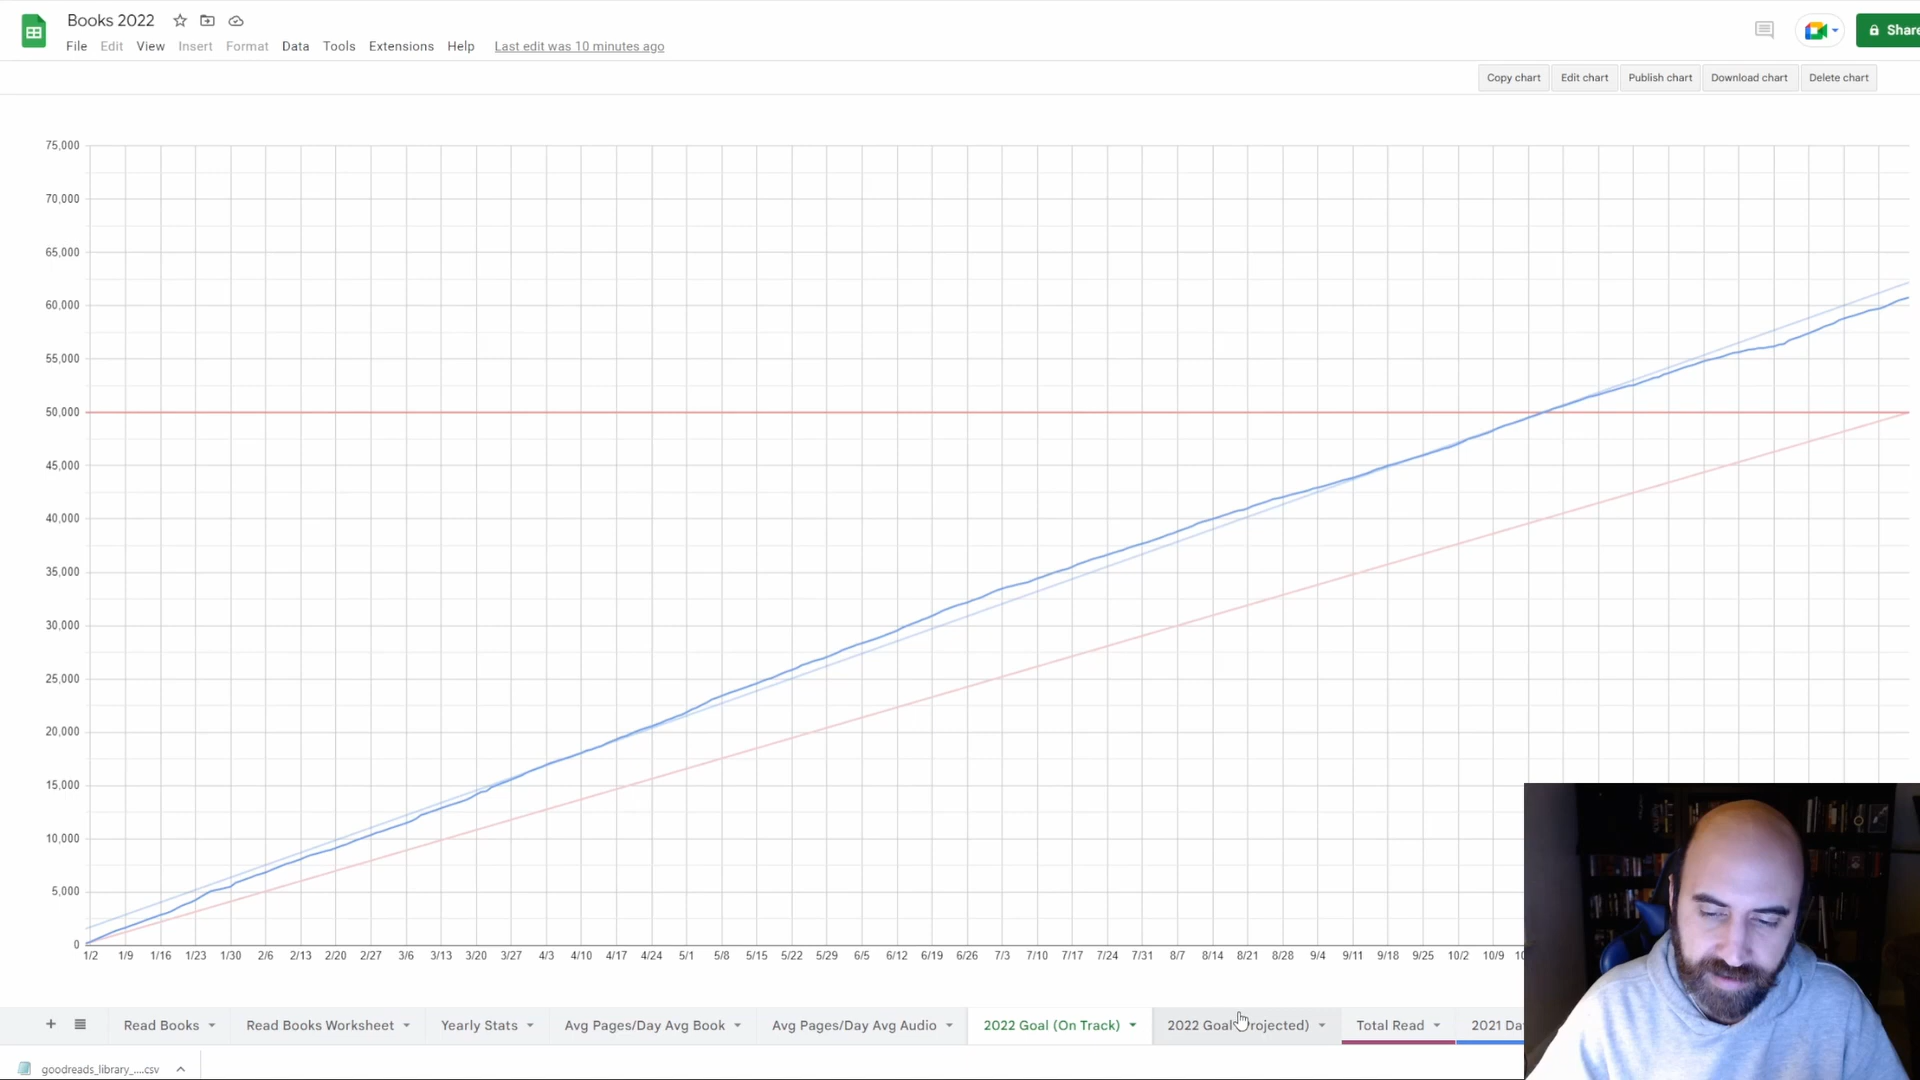 Books 2022
File Edit View Insert Format Data Tools Extensions Help Last edit was 10 minutes ago
Share
Copy chart Edit chart Publish chart Download chart Delete chart
75,000
70,000
65,000
60,000
55,000
50,000
45,000
40,000
35,000
30,000
25,000
20,000
15,000
10,000
5,000
0
1/2 1/9 1/16 1/23 1/30 2/6 2/13 2/20 2/27 3/6 3/13 3/20 3/27 4/3 4/10 4/17 4/24 5/1 5/8 5/15 5/22 5/29 6/5 6/12 6/19 6/26 7/3 7/10 7/17 7/24 7/31 8/7 8/14 8/21 8/28 9/4 9/11 9/18 9/25 10/2 10/9
Read Books Read Books Worksheet Yearly Stats Avg Pages/Day Avg Book Avg Pages/Day Avg Audio 2022 Goal (On Track) 2022 Goal Projected) Total Read 2021
goodreads_library_....csv